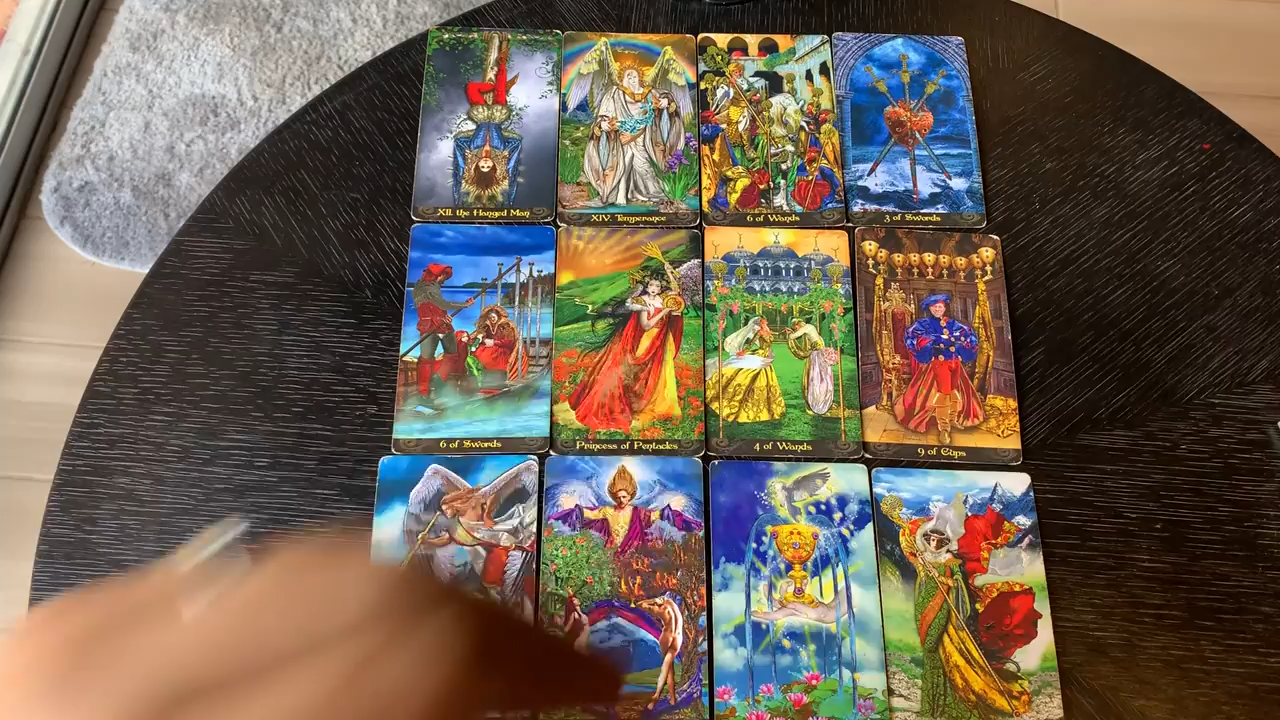 XII. the Hanged Man
XIV. Temperance
6 of Wands
3 of Swords
6 of Swords
Princess of Pentacles
4 of Wands
9 of Cups